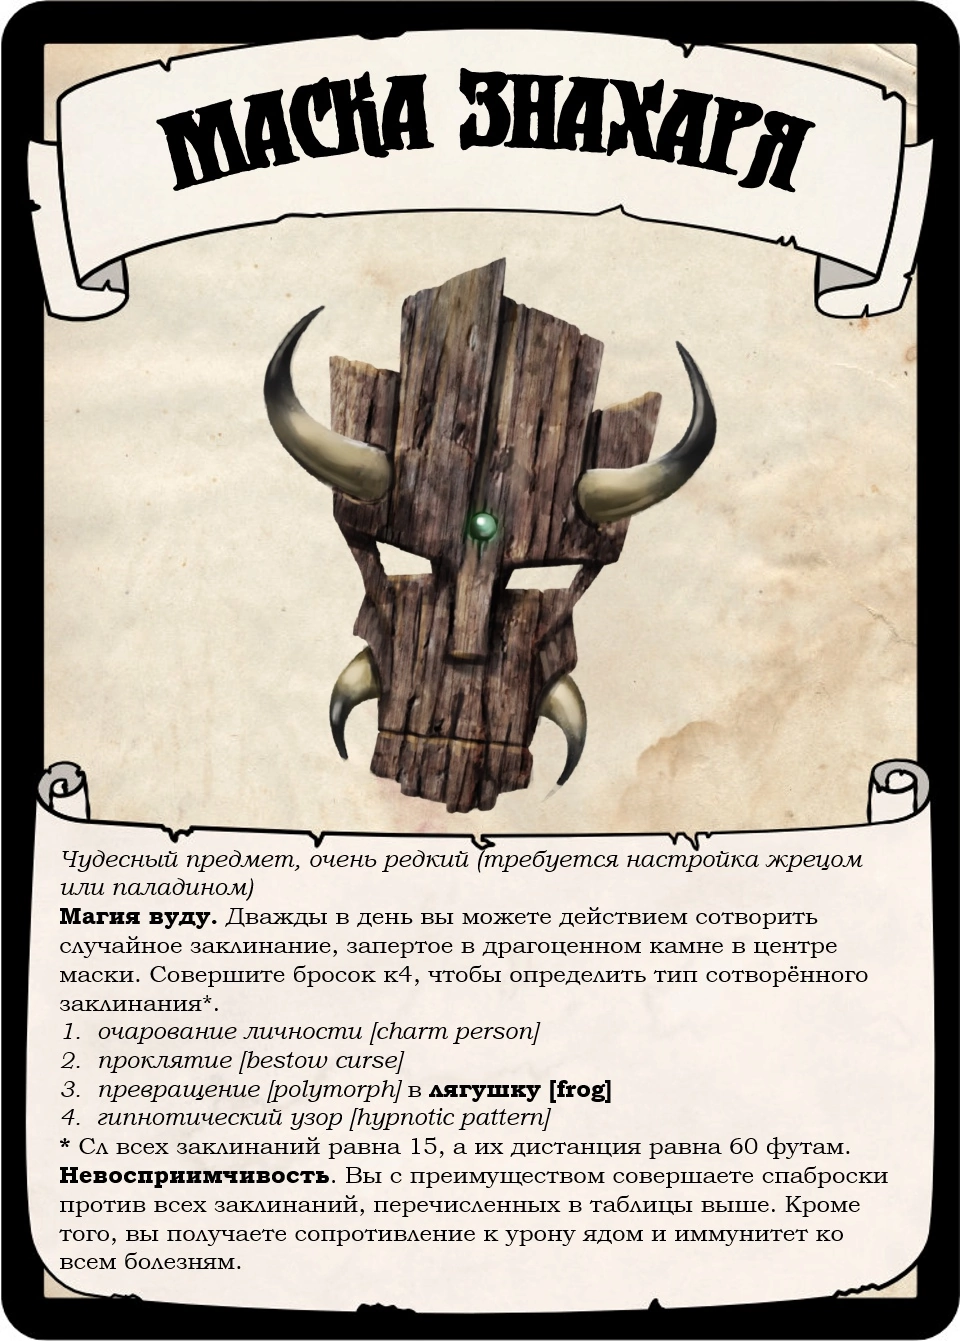 МАСКА ЗНАХАРЯ
Чудесный предмет, очень редкий (требуется настройка жрецом
или паладином)
Магия вуду. Дважды в день вы можете действием сотворить
случайное заклинание, запертое в драгоценном камне в центре
маски. Совершите бросок к4, чтобы определить тип сотворённого
заклинания*.
1. очарование личности [charm person]
2. проклятие [bestow curse]
3. превращение [polymorph] в лягушку [frog]
4. гипнотический узор [hypnotic pattern]
* Сл всех заклинаний равна 15, а их дистанция равна 60 футам.
Невосприимчивость. Вы с преимуществом совершаете спаброски
против всех заклинаний, перечисленных в таблицы выше. Кроме
того, вы получаете сопротивление к урону ядом и иммунитет ко
всем болезням.